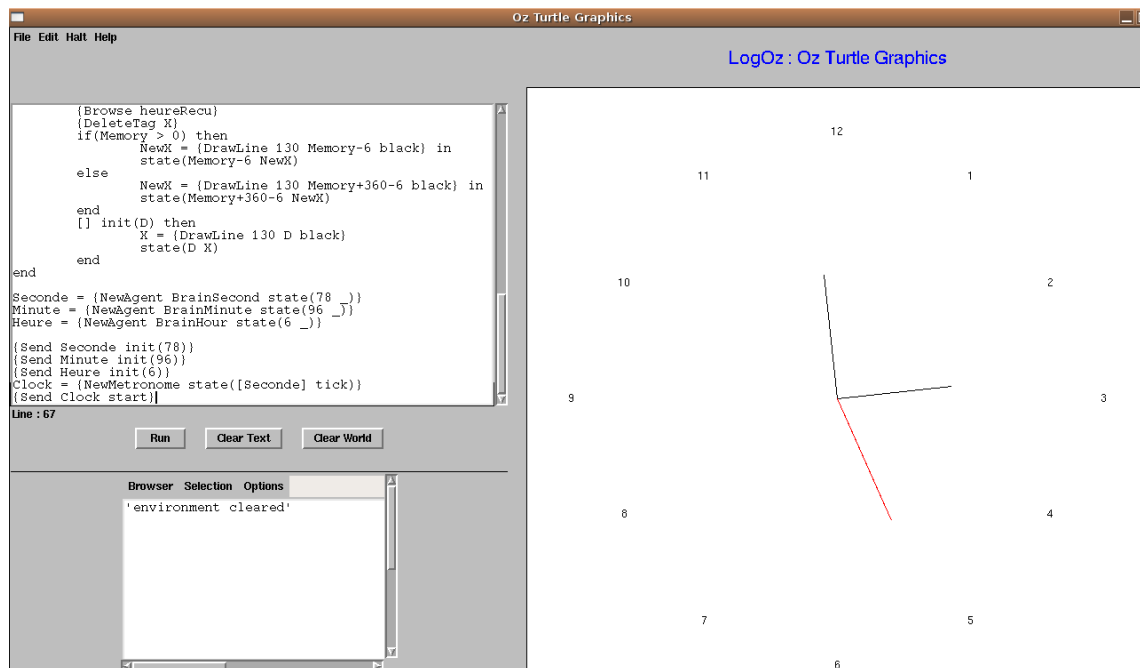 Oz Turtle Graphics
File Edit Halt Help
LogOz : Oz Turtle Graphics
{Browse heureRecu}
{DeleteTag X}
if(Memory > 0) then
NewX = {DrawLine 130 Memory-6 black} in
state(Memory-6 NewX)
else
NewX = {DrawLine 130 Memory+360-6 black} in
state(Memory+360-6 NewX)
end
[] init(D) then
X = {DrawLine 130 D black}
state(D X)
end
end
Seconde = {NewAgent BrainSecond state(78 _)}
Minute = {NewAgent BrainMinute state(96 _)}
Heure = {NewAgent BrainHour state(6 _)}
{Send Seconde init(78)}
{Send Minute init(96)}
{Send Heure init(6)}
Clock = {NewMetronome state([Seconde] tick)}
{Send Clock start}
Line : 67
Run Clear Text Clear World
Browser Selection Options
'environment cleared'
12
11 1
10 2
9 3
8 4
7 5
6